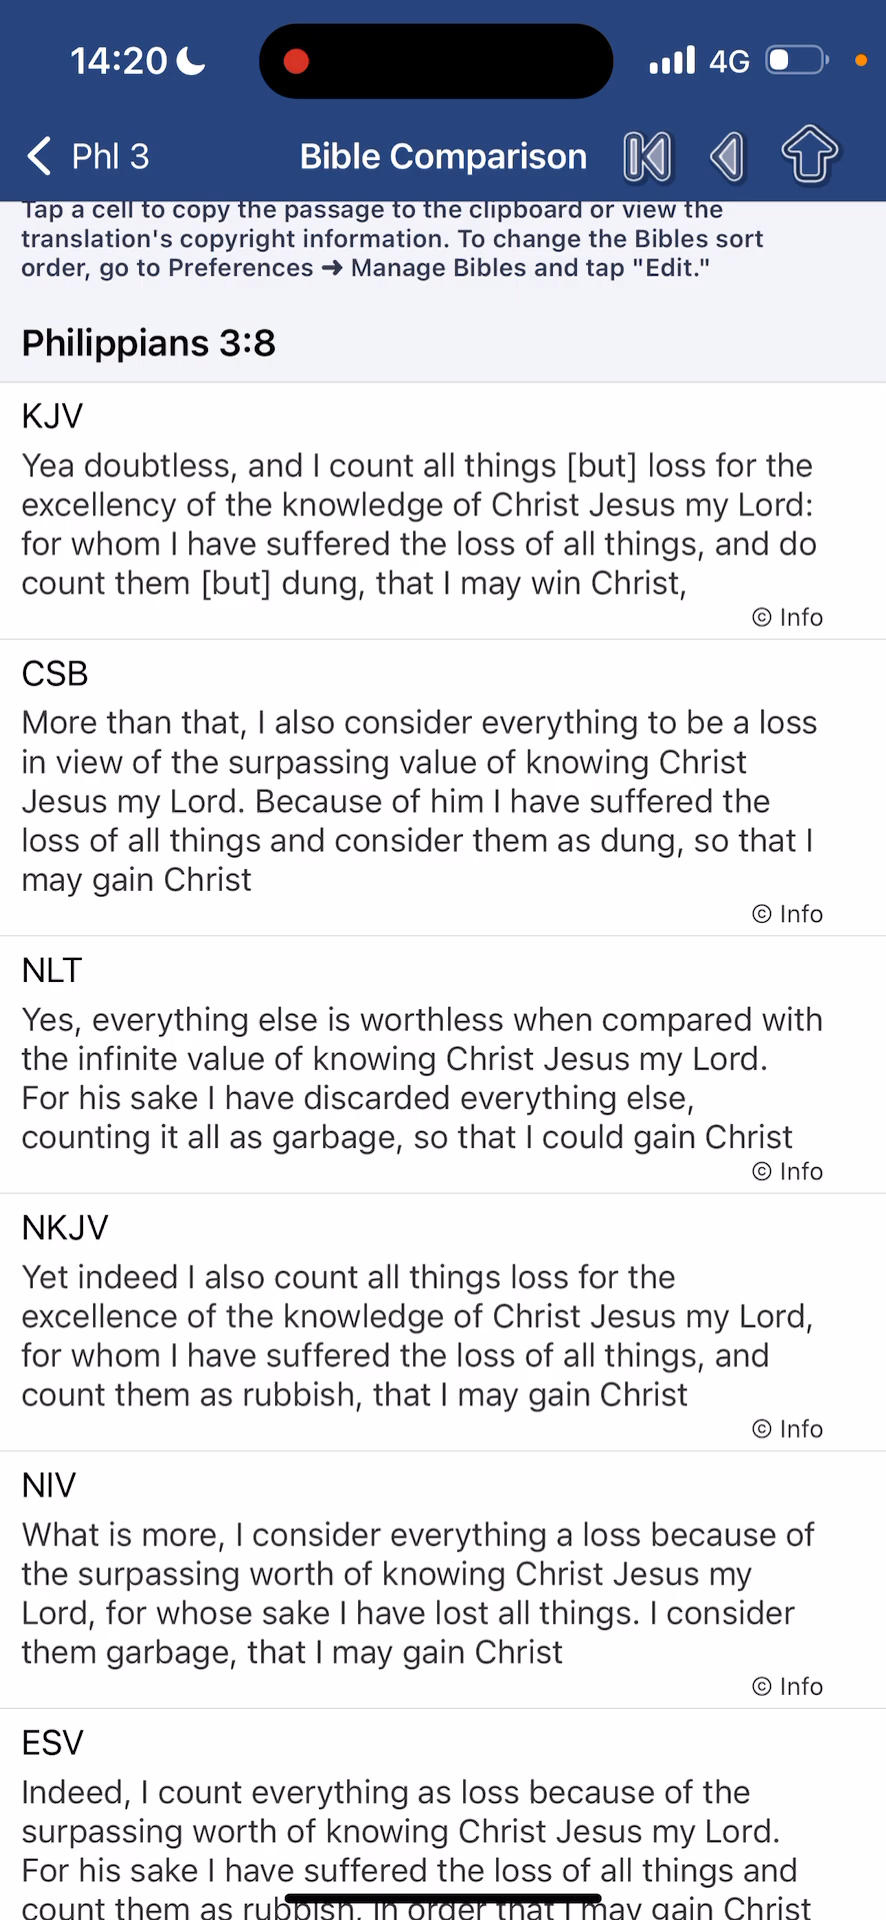 14:20
4G
Phl 3
Bible Comparison
Tap a cell to copy the passage to the clipboard or view the
translation's copyright information. To change the Bibles sort
order, go to Preferences ➔ Manage Bibles and tap "Edit."
Philippians 3:8
KJV
Yea doubtless, and I count all things [but] loss for the
excellency of the knowledge of Christ Jesus my Lord:
for whom I have suffered the loss of all things, and do
count them [but] dung, that I may win Christ,
© Info
CSB
More than that, I also consider everything to be a loss
in view of the surpassing value of knowing Christ
Jesus my Lord. Because of him I have suffered the
loss of all things and consider them as dung, so that I
may gain Christ
© Info
NLT
Yes, everything else is worthless when compared with
the infinite value of knowing Christ Jesus my Lord.
For his sake I have discarded everything else,
counting it all as garbage, so that I could gain Christ
© Info
NKJV
Yet indeed I also count all things loss for the
excellence of the knowledge of Christ Jesus my Lord,
for whom I have suffered the loss of all things, and
count them as rubbish, that I may gain Christ
© Info
NIV
What is more, I consider everything a loss because of
the surpassing worth of knowing Christ Jesus my
Lord, for whose sake I have lost all things. I consider
them garbage, that I may gain Christ
© Info
ESV
Indeed, I count everything as loss because of the
surpassing worth of knowing Christ Jesus my Lord.
For his sake I have suffered the loss of all things and
count them as rubbish, in order that I may gain Christ